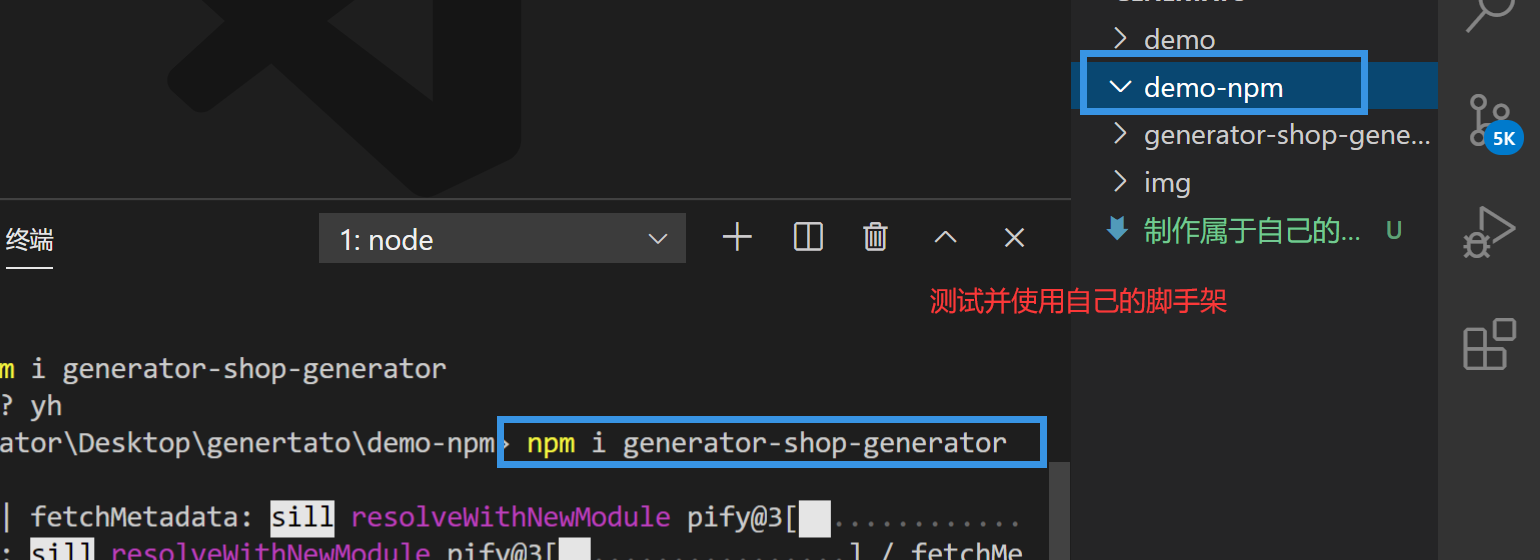 demo
demo-npm
generator-shop-gene...
img
制作属于自己的... U
5K
终端
1: node
测试并使用自己的脚手架
m i generator-shop-generator
? yh
ator\Desktop\genertato\demo-npm> npm i generator-shop-generator
| fetchMetadata: sill resolveWithNewModule pify@3[ ............
: sill resolveWithNewModule pify@3[ ................] / fetchMe